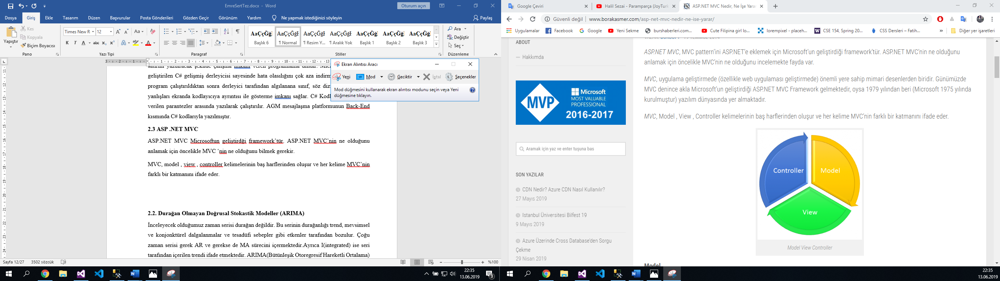 EmreSertTez.docx - Word
Oturum açın
Dosya Giriş Ekle Tasarım Düzen Başvurular Posta Gönderileri Gözden Geçir Görünüm Yardım Ne yapmak istediğinizi söyleyin Paylaş
Yapıştır
Kes
Kopyala
Biçim Boyacısı
Pano
Times New R 12
Yazı Tipi
Paragraf
AaÇçĞğI AaÇçĞğI AaÇçĞğI AaÇçĞğI AaÇçĞğI AaÇçĞğI AaÇçĞğI
Başlık 6 ¶ Normal ¶ Resim Y... ¶ Aralık Yok Başlık 1 Başlık 2 Başlık 3
Stiller
Ara
Değiştir
Seç
Düzenleme
Ekran Alıntısı Aracı
Yeni Mod Geciktir İptal Seçenekler
Mod düğmesini kullanarak ekran alıntısı modunu seçin veya Yeni
düğmesine tıklayın.
satırını yazdıracak şekilde çalışma imkanı veren programlama dilidir.
geliştirilen C# gelişmiş derleyicisi sayesinde hata olasılığını çok aza
program çalıştırıldıktan sonra derleyici tarafından algılanana sınıf, söz
yanlışları ekranda kodlayıcıya ayrıntısı ile gösterme imkanı sağlar. C#
verilen parantezler arasında yazılarak çalıştırılır. AGM mesajlaşma platformunun Back-End
kısmında C# kodlarıyla yazılmıştır.
2.3 ASP .NET MVC
ASP.NET MVC Microsoftun geliştirdği framework’tür. ASP.NET MVC’nin ne olduğunu
anlamak için öncelikle MVC ‘nin ne olduğunu bilmek gerekir.
MVC, model , view , controller kelimelerinin baş harflerinden oluşur ve her kelime MVC’nin
farklı bir katmanını ifade eder.
2.2. Durağan Olmayan Doğrusal Stokastik Modeller (ARIMA)
İnceleyecek olduğumuz zaman serisi durağan değildir. Bu serinin durağanlığı trend, mevsimsel
ve konjonktürel dalgalanmalar ve tesadüfi sebepler gibi etkenler tarafından bozulur. Çoğu
zaman serisi gerek AR ve gerekse de MA sürecini içermektedir.Ayrıca I(integrated) ise seri
tarafından içerilen trendi ifade etmektedir. ARIMA(Bütünleşik Otoregresif Hareketli Ortalama)
Sayfa 12/27 3502 sözcük
%100
22:35
13.06.2019
3
Google Çeviri
Halil Sezai - Paramparça (JoyTurk
ASP.NET MVC Nedir, Ne İşe Yarar
Güvenli değil | www.borakasmer.com/asp-net-mvc-nedir-ne-ise-yarar/
Uygulamalar Facebook Google Yeni Sekme burshaberleri.com... Cute Filipina girl lo... lorempixel - placeh... CSE 154, Spring 20... CSS Dersleri – Fatih... » Diğer yer işaretleri
ABOUT
Hakkımda
MVP
Microsoft
MOST VALUABLE
PROFESSIONAL
2016-2017
Aramak için yaz ve enter tuşuna bas
SON YAZILAR
CDN Nedir? Azure CDN Nasıl Kullanılır?
27 Mayıs 2019
Istanbul Üniversitesi Bilfest 19
9 Mayıs 2019
Azure Üzerinde Cross Database’den Sorgu
Çekme
29 Nisan 2019
ASP.NET MVC, MVC pattern’ini ASP.NET’e eklemek için Microsoft’un geliştirdiği framework’tür. ASP.NET MVC’nin ne olduğunu
anlamak için öncelikle MVC’nin ne olduğunu incelemekte fayda var.
MVC, uygulama geliştirmede (özellikle web uygulaması geliştirmede) önemli yere sahip mimari desenlerden biridir. Günümüzde
MVC denince akla Microsoft’un geliştirdiği ASP.NET MVC Framework gelmektedir, oysa 1979 yılından beri (Microsoft 1975 yılında
kurulmuştur) yazılım dünyasında yer almaktadır.
MVC, Model , View , Controller kelimelerinin baş harflerinden oluşur ve her kelime MVC’nin farklı bir katmanını ifade eder.
Controller
Model
View
Model View Controller
Model
22:35
13.06.2019